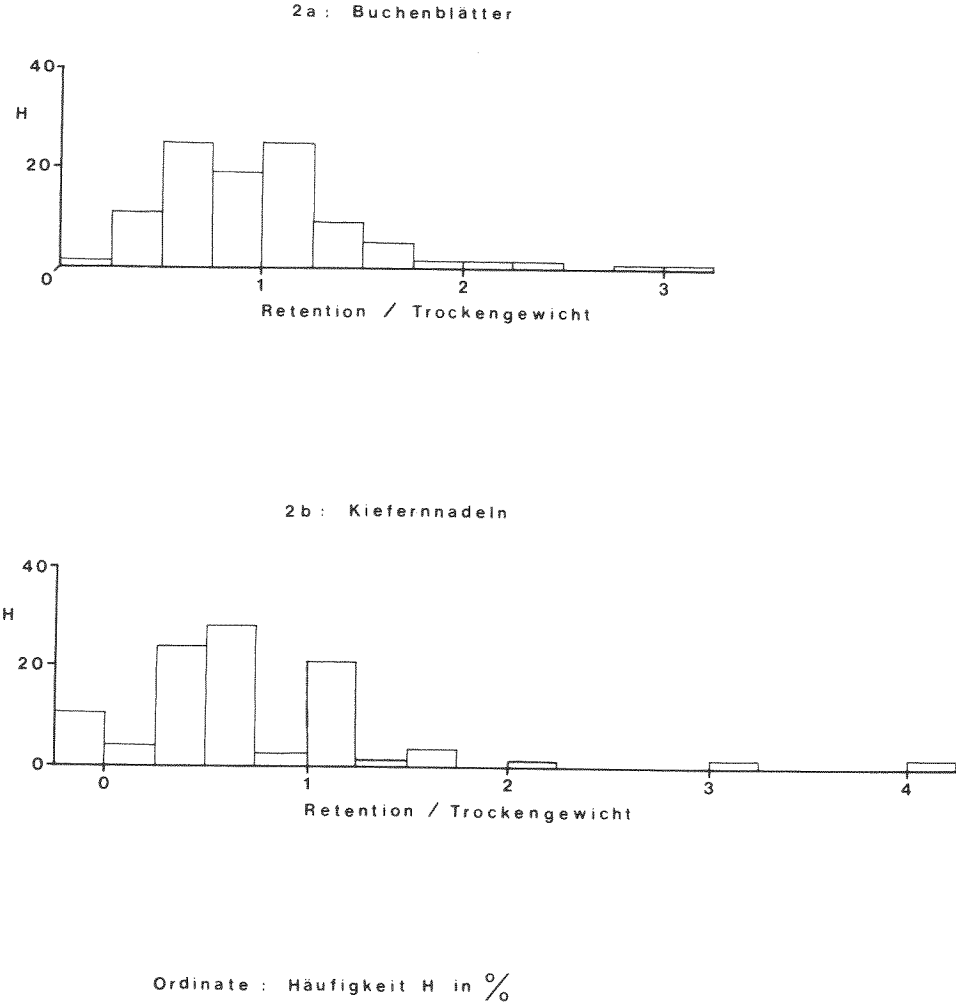 2a: Buchenblätter
40
H
20
0
1 2 3
Retention / Trockengewicht
2b: Kiefernnadeln
40
H
20
0
0 1 2 3 4
Retention / Trockengewicht
Ordinate: Häufigkeit H in %